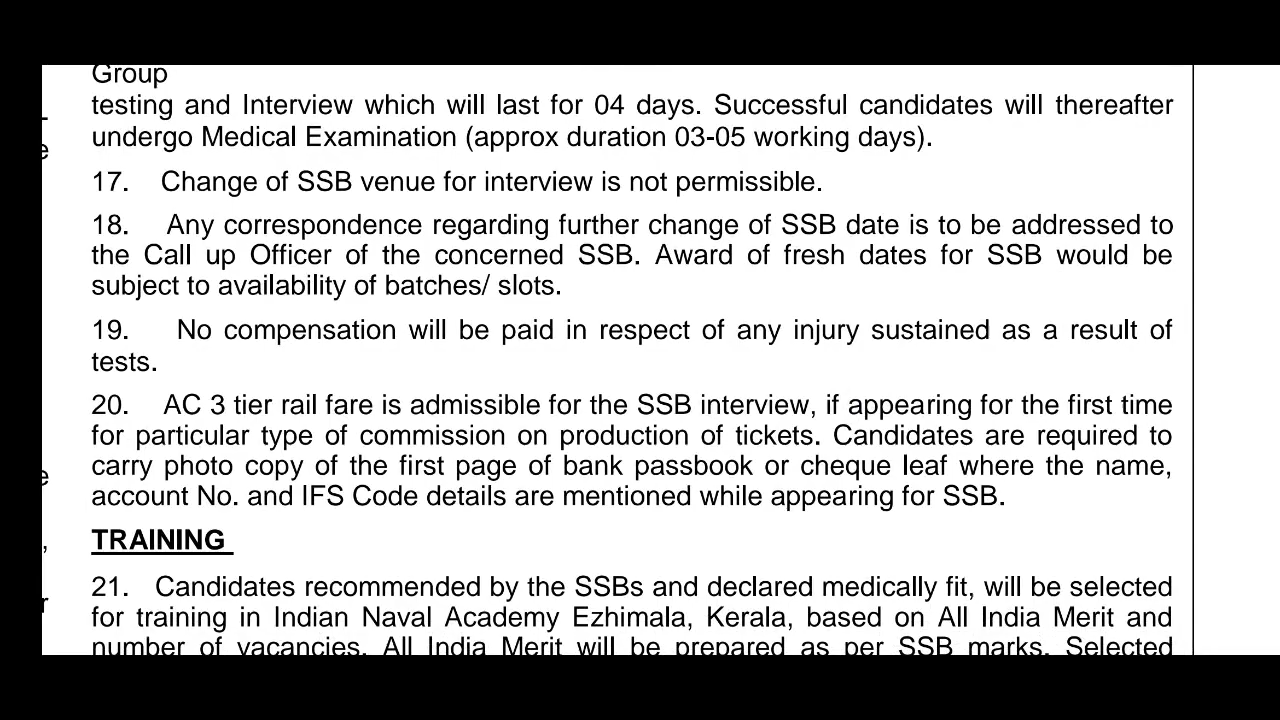 Group
testing and Interview which will last for 04 days. Successful candidates will thereafter
undergo Medical Examination (approx duration 03-05 working days).
17. Change of SSB venue for interview is not permissible.
18. Any correspondence regarding further change of SSB date is to be addressed to
the Call up Officer of the concerned SSB. Award of fresh dates for SSB would be
subject to availability of batches/ slots.
19. No compensation will be paid in respect of any injury sustained as a result of
tests.
20. AC 3 tier rail fare is admissible for the SSB interview, if appearing for the first time
for particular type of commission on production of tickets. Candidates are required to
carry photo copy of the first page of bank passbook or cheque leaf where the name,
account No. and IFS Code details are mentioned while appearing for SSB.
TRAINING
21. Candidates recommended by the SSBs and declared medically fit, will be selected
for training in Indian Naval Academy Ezhimala, Kerala, based on All India Merit and
number of vacancies. All India Merit will be prepared as per SSB marks. Selected